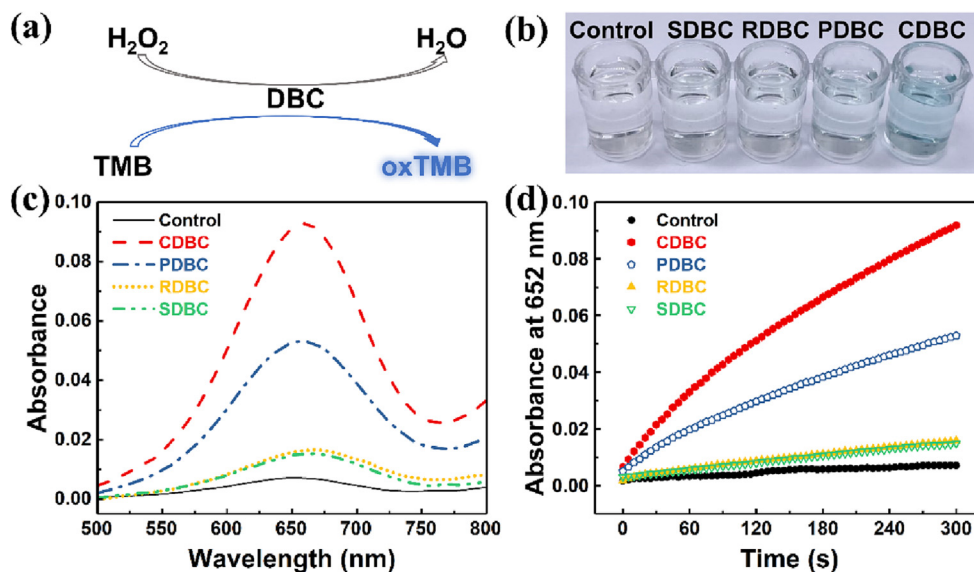 (a)
H₂O₂ H₂O
DBC
TMB oxTMB
(b)
Control SDBC RDBC PDBC CDBC
(c)
Absorbance
0.10
0.08
0.06
0.04
0.02
0.00
Control
CDBC
PDBC
RDBC
SDBC
500 550 600 650 700 750 800
Wavelength (nm)
(d)
Absorbance at 652 nm
0.10
0.08
0.06
0.04
0.02
0.00
Control
CDBC
PDBC
RDBC
SDBC
0 60 120 180 240 300
Time (s)